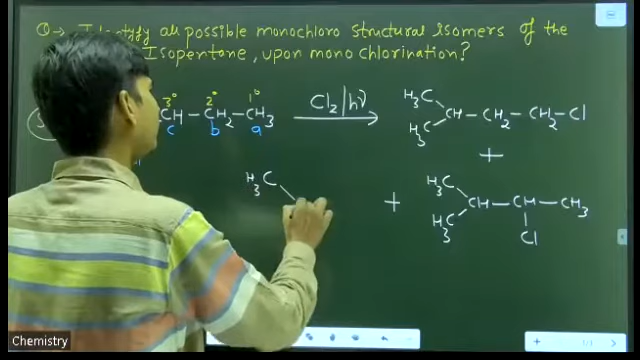 Q→ Identify all possible monochloro structural isomers of the
Isopentane, upon mono chlorination?
3° 2° 1°
CH – CH2 – CH3
c b a
Cl2/hν
H3C
H3C
CH – CH2 – CH2 – Cl
+
H3C
+
H3C
H3C
CH – CH – CH3
Cl
Chemistry